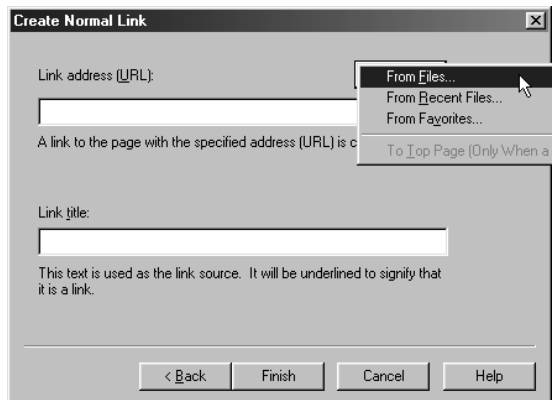 Create Normal Link
Link address (URL):
From Files...
From Recent Files...
From Favorites...
To Top Page (Only When a
A link to the page with the specified address (URL) is c
Link title:
This text is used as the link source. It will be underlined to signify that
it is a link.
< Back
Finish
Cancel
Help